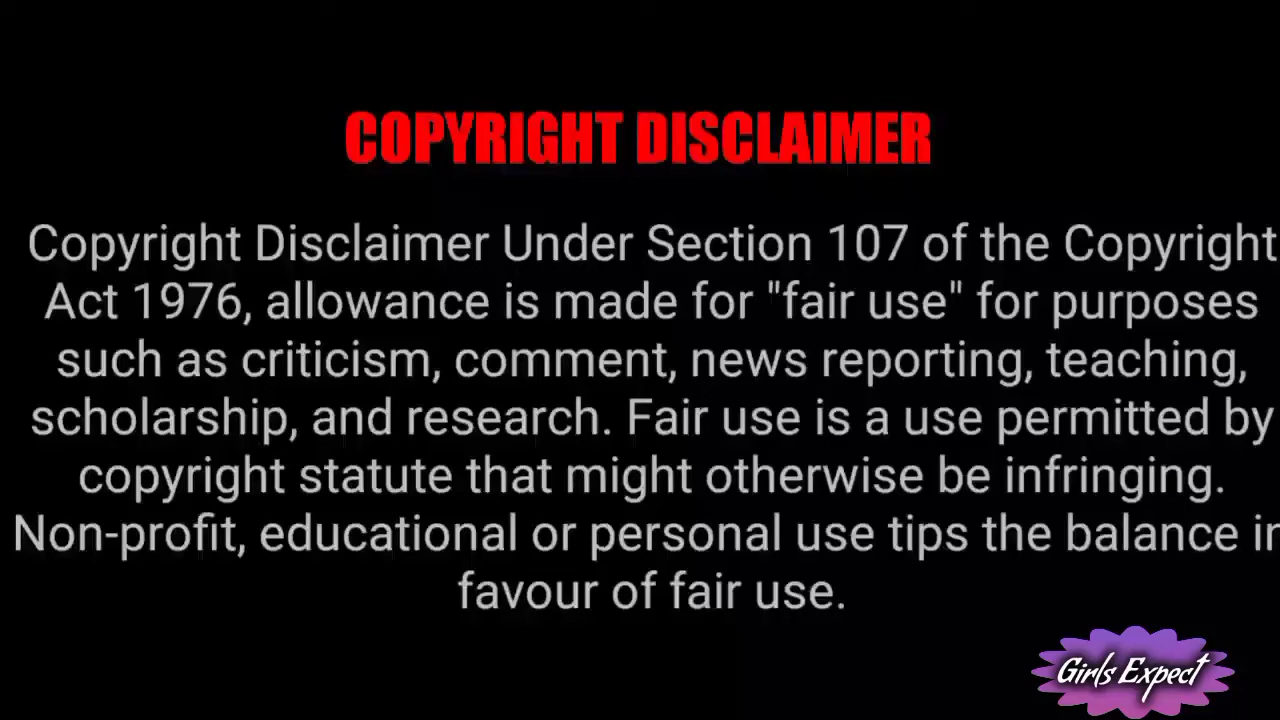 COPYRIGHT DISCLAIMER
Copyright Disclaimer Under Section 107 of the Copyright
Act 1976, allowance is made for "fair use" for purposes
such as criticism, comment, news reporting, teaching,
scholarship, and research. Fair use is a use permitted by
copyright statute that might otherwise be infringing.
Non-profit, educational or personal use tips the balance in
favour of fair use.
Girls Expect